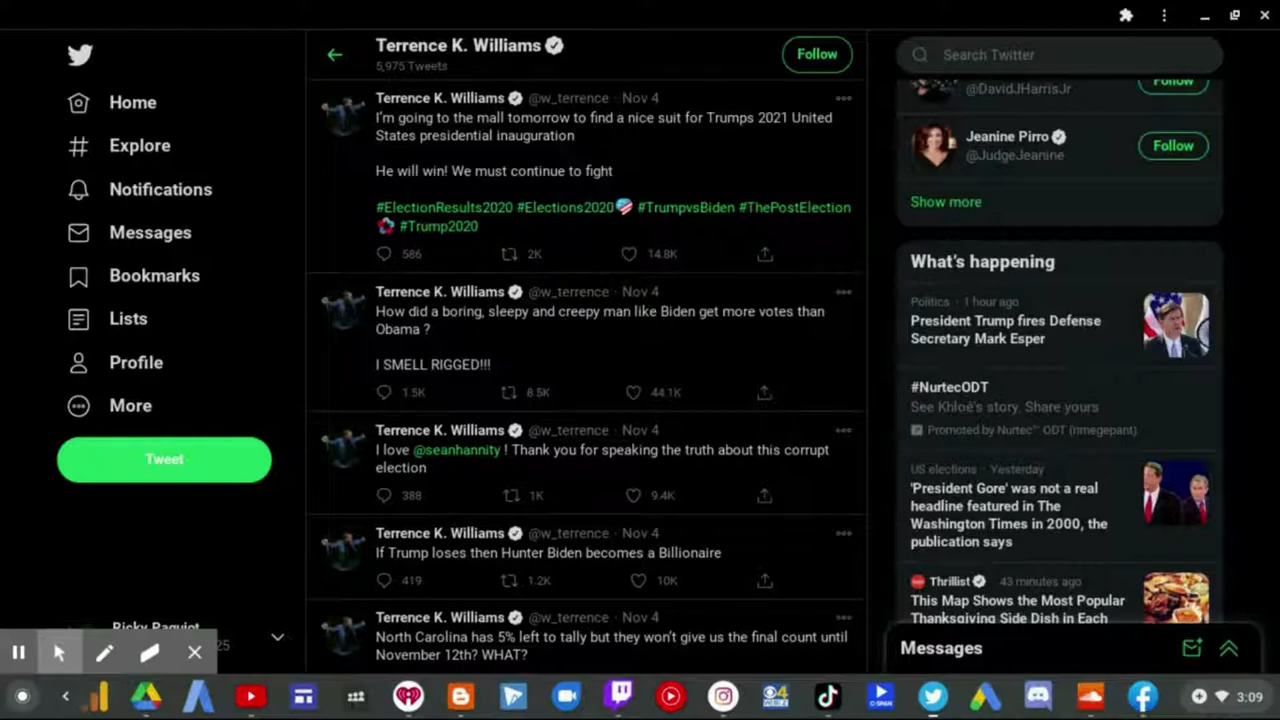 Home
Explore
Notifications
Messages
Bookmarks
Lists
Profile
More
Tweet
Terrence K. Williams
5,975 Tweets
Follow
Terrence K. Williams @w_terrence · Nov 4
I'm going to the mall tomorrow to find a nice suit for Trumps 2021 United
States presidential inauguration
He will win! We must continue to fight
#ElectionResults2020 #Elections2020 #TrumpvsBiden #ThePostElection
#Trump2020
586 2K 14.8K
Terrence K. Williams @w_terrence · Nov 4
How did a boring, sleepy and creepy man like Biden get more votes than
Obama ?
I SMELL RIGGED!!!
1.5K 8.5K 44.1K
Terrence K. Williams @w_terrence · Nov 4
I love @seanhannity ! Thank you for speaking the truth about this corrupt
election
388 1K 9.4K
Terrence K. Williams @w_terrence · Nov 4
If Trump loses then Hunter Biden becomes a Billionaire
419 1.2K 10K
Terrence K. Williams @w_terrence · Nov 4
North Carolina has 5% left to tally but they won't give us the final count until
November 12th? WHAT?
Search Twitter
Follow
@DavidJHarrisJr
Jeanine Pirro
@JudgeJeanine
Follow
Show more
What's happening
Politics · 1 hour ago
President Trump fires Defense
Secretary Mark Esper
#NurtecODT
See Khloé's story. Share yours
Promoted by Nurtec™ ODT (rimegepant)
US elections · Yesterday
'President Gore' was not a real
headline featured in The
Washington Times in 2000, the
publication says
Thrillist 43 minutes ago
This Map Shows the Most Popular
Thanksgiving Side Dish in Each
Messages
25
3:09